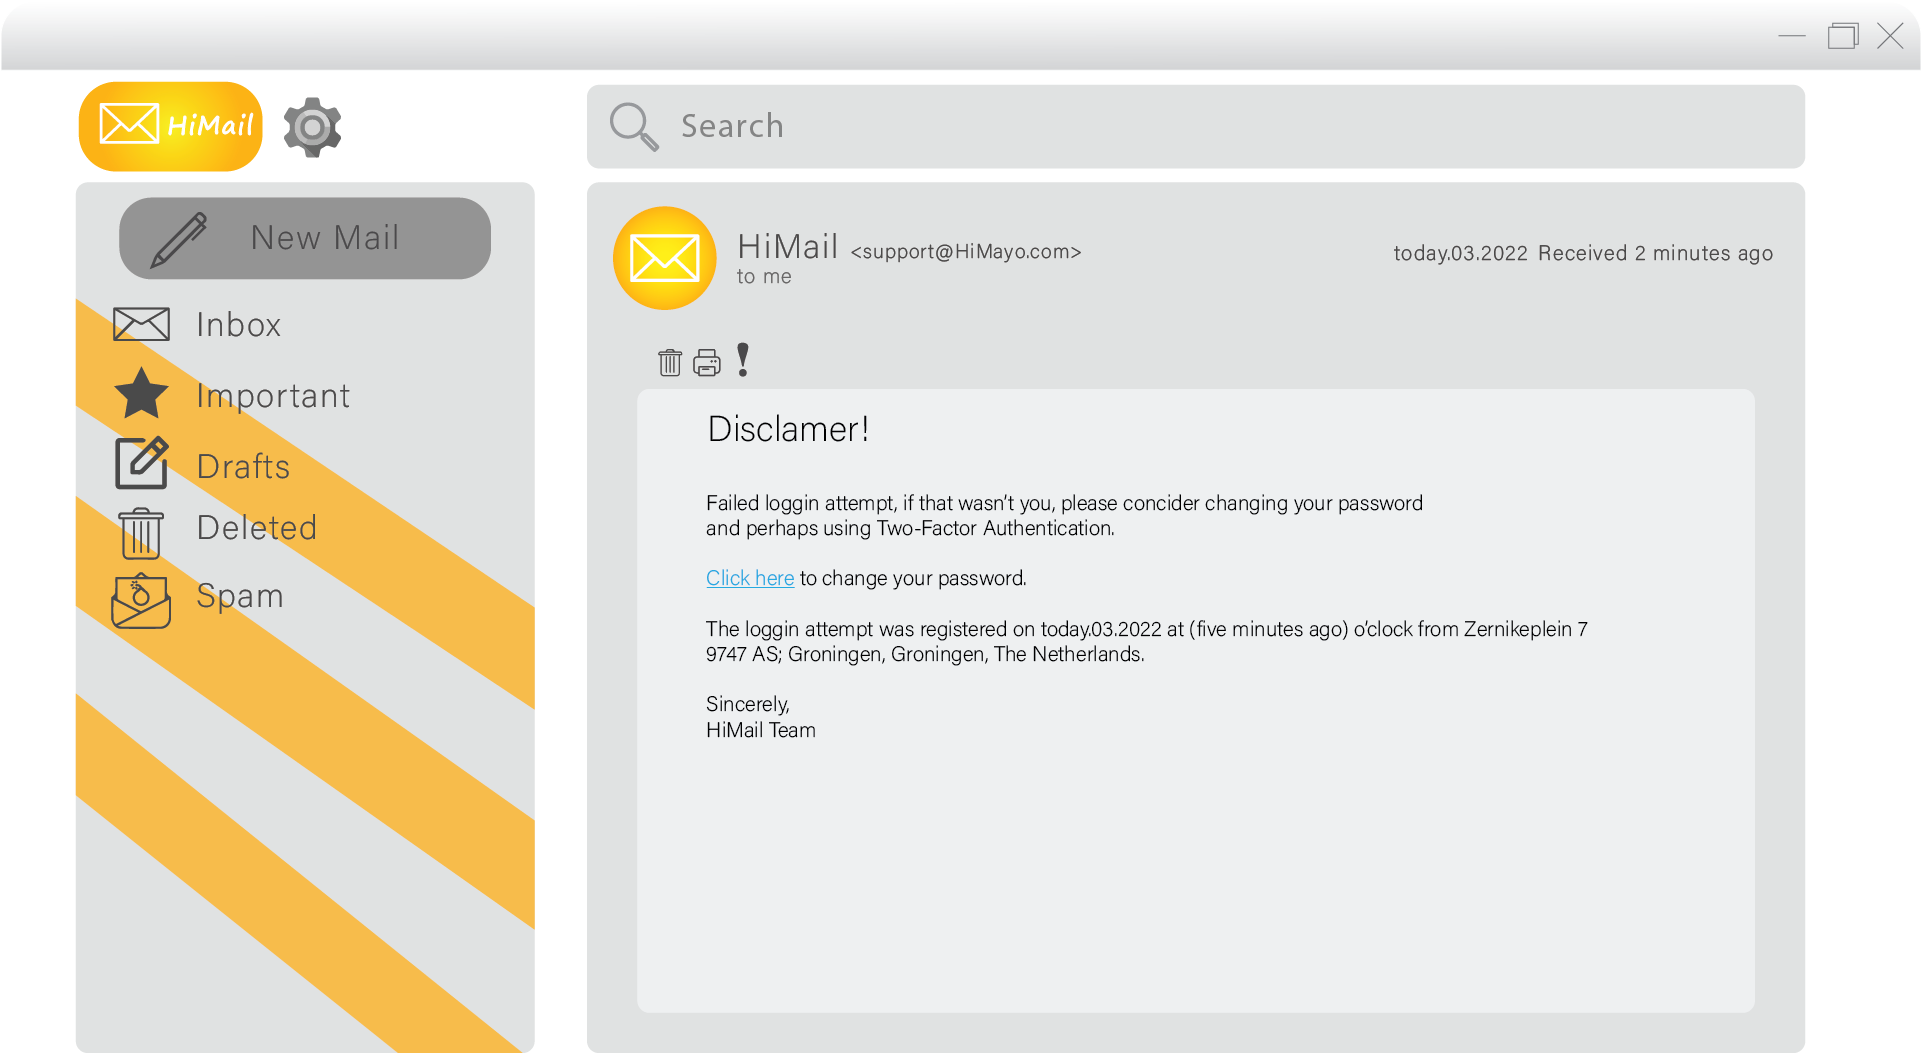 HiMail
Search
New Mail
Inbox
Important
Drafts
Deleted
Spam
HiMail <support@HiMayo.com>
to me
today.03.2022 Received 2 minutes ago
Disclamer!
Failed loggin attempt, if that wasn't you, please concider changing your password
and perhaps using Two-Factor Authentication.
Click here to change your password.
The loggin attempt was registered on today.03.2022 at (five minutes ago) o'clock from Zernikeplein 7
9747 AS; Groningen, Groningen, The Netherlands.
Sincerely,
HiMail Team